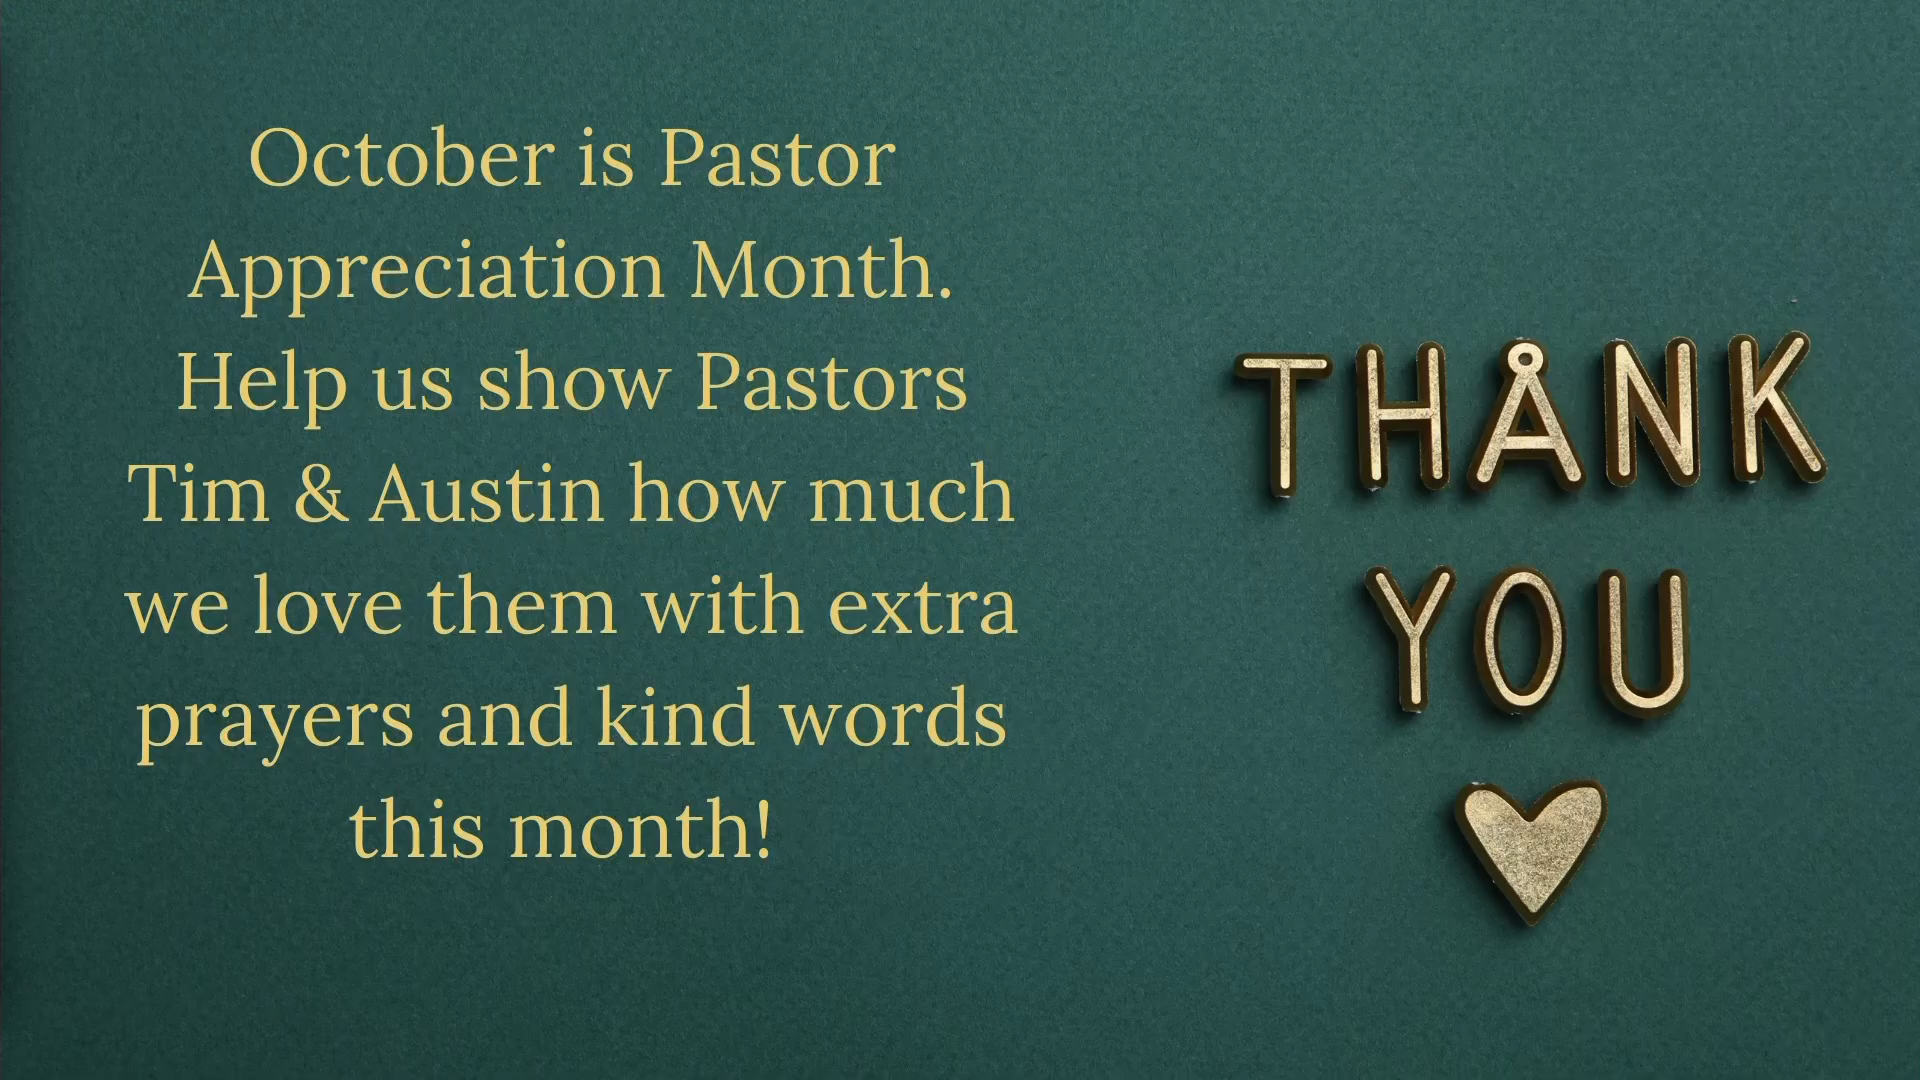 October is Pastor
Appreciation Month.
Help us show Pastors
Tim & Austin how much
we love them with extra
prayers and kind words
this month!
THANK
YOU